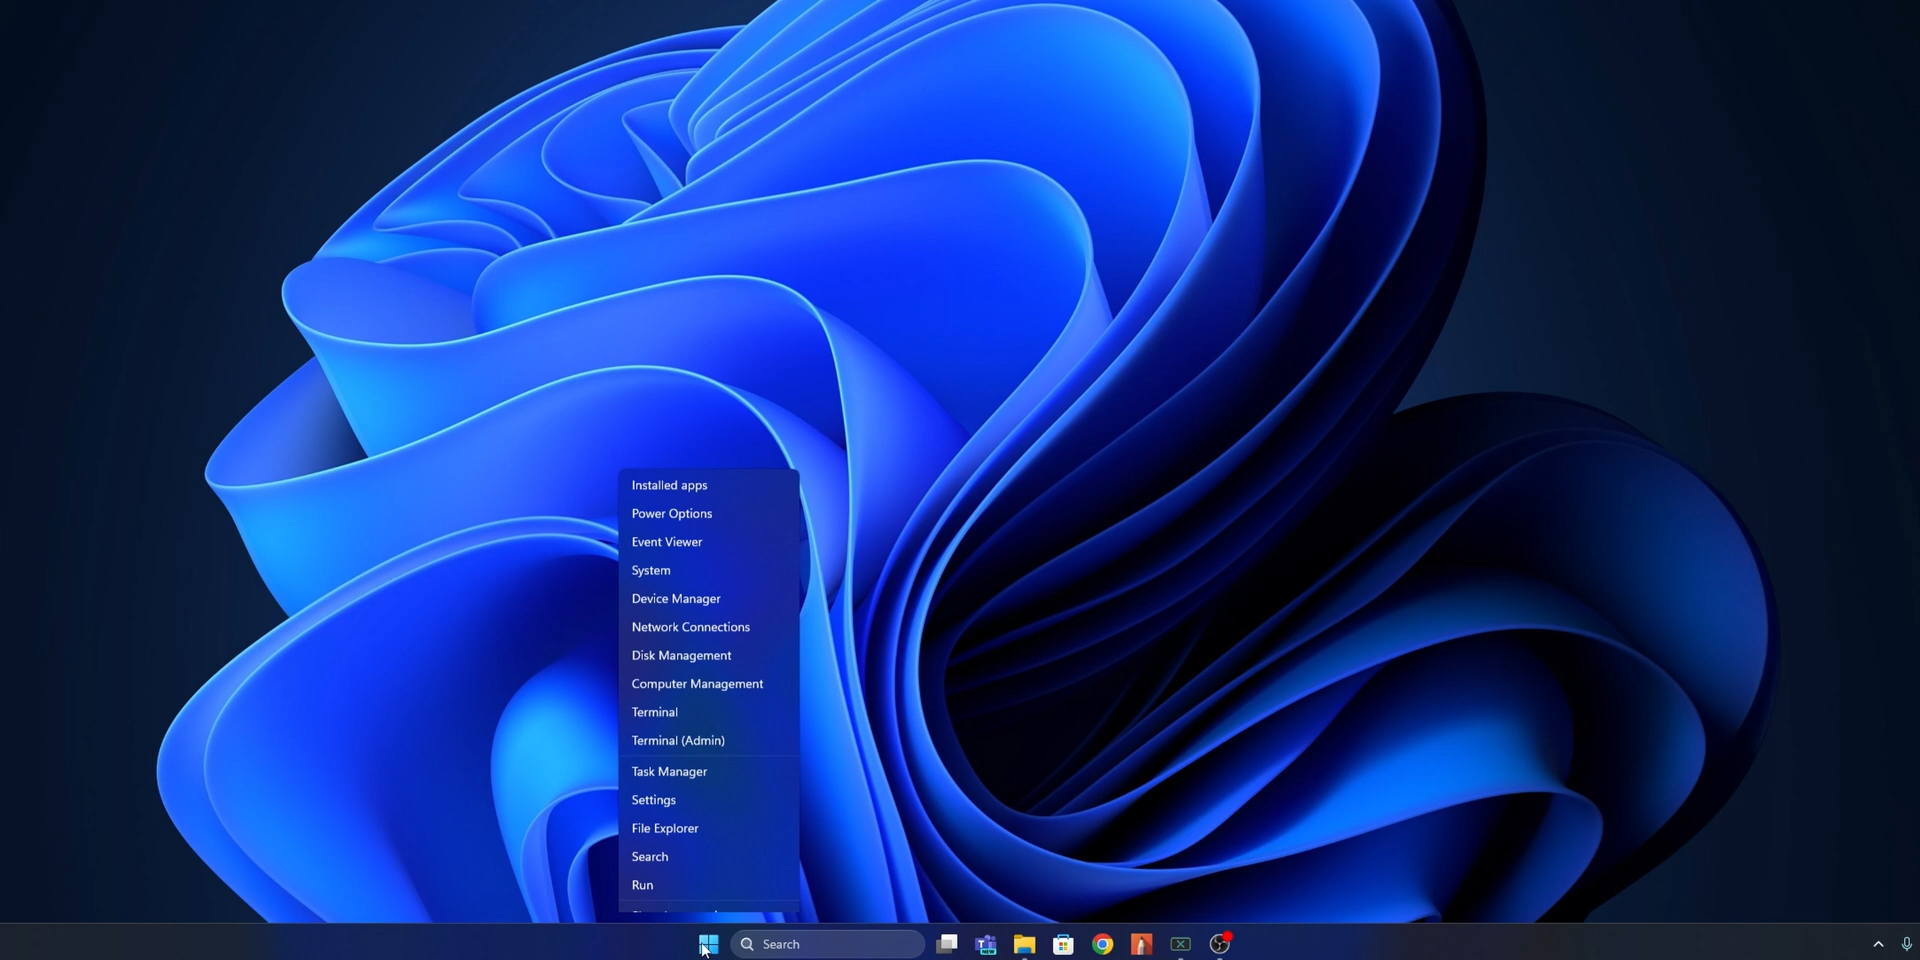 Installed apps
Power Options
Event Viewer
System
Device Manager
Network Connections
Disk Management
Computer Management
Terminal
Terminal (Admin)
Task Manager
Settings
File Explorer
Search
Run
Search